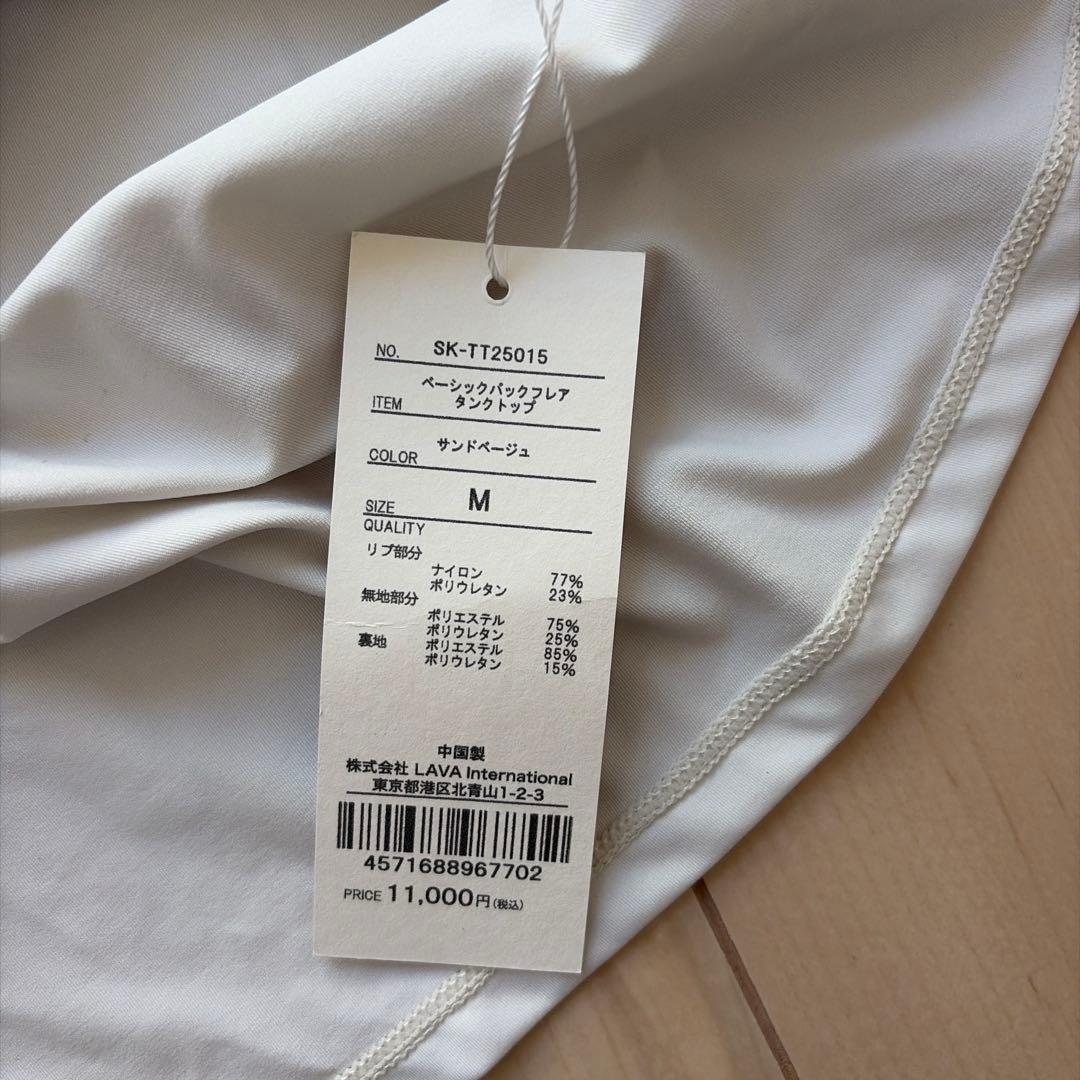 NO. SK-TT25015
ベーシックバックフレア
ITEM タンクトップ
COLOR サンドベージュ
SIZE M
QUALITY
リブ部分
ナイロン 77%
ポリウレタン 23%
無地部分
ポリエステル 75%
ポリウレタン 25%
裏地 ポリエステル 85%
ポリウレタン 15%
中国製
株式会社 LAVA International
東京都港区北青山1-2-3
4571688967702
PRICE 11,000円(税込)